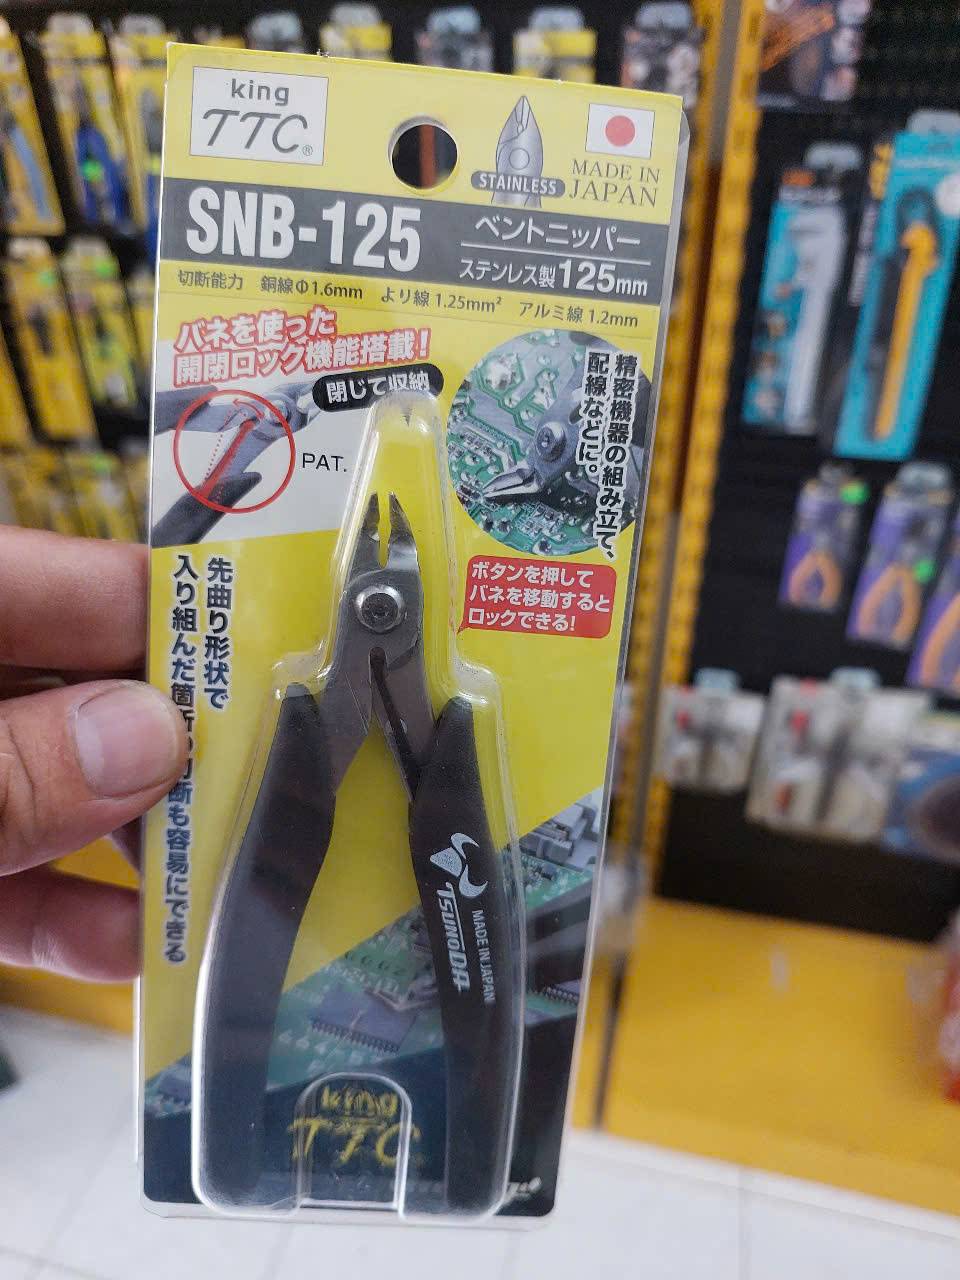 king
TTC®
STAINLESS
MADE IN
JAPAN
SNB-125
ベントニッパー
ステンレス製125mm
切断能力 銅線Φ1.6mm より線1.25mm² アルミ線1.2mm
バネを使った
開閉ロック機能搭載!
閉じて収納
PAT.
精密機器の組み立て、
配線などに。
ボタンを押して
バネを移動すると
ロックできる!
先曲り形状で
入り組んだ箇所の切断も容易にできる
TSUNODA
MADE IN JAPAN